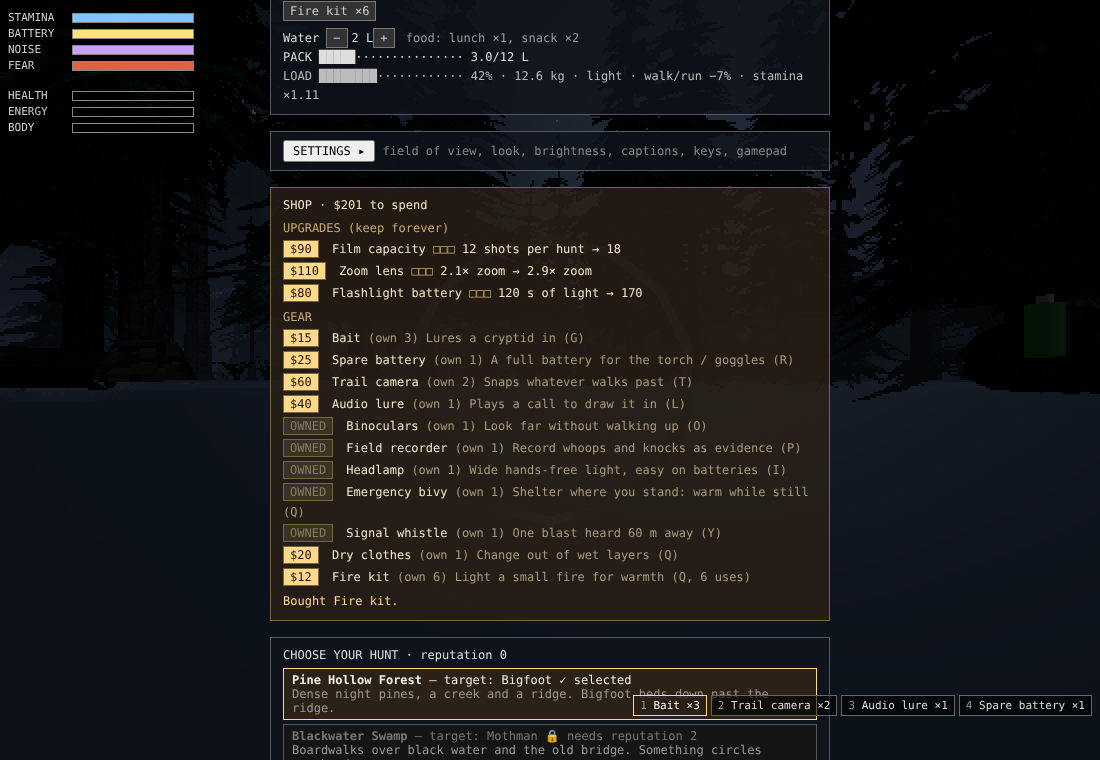 STAMINA
BATTERY
NOISE
FEAR
HEALTH
ENERGY
BODY
Fire kit ×6
Water − 2 L + food: lunch ×1, snack ×2
PACK 3.0/12 L
LOAD 42% · 12.6 kg · light · walk/run −7% · stamina
×1.11
SETTINGS ▸ field of view, look, brightness, captions, keys, gamepad
SHOP · $201 to spend
UPGRADES (keep forever)
$90 Film capacity □□□ 12 shots per hunt → 18
$110 Zoom lens □□□ 2.1× zoom → 2.9× zoom
$80 Flashlight battery □□□ 120 s of light → 170
GEAR
$15 Bait (own 3) Lures a cryptid in (G)
$25 Spare battery (own 1) A full battery for the torch / goggles (R)
$60 Trail camera (own 2) Snaps whatever walks past (T)
$40 Audio lure (own 1) Plays a call to draw it in (L)
OWNED Binoculars (own 1) Look far without walking up (O)
OWNED Field recorder (own 1) Record whoops and knocks as evidence (P)
OWNED Headlamp (own 1) Wide hands-free light, easy on batteries (I)
OWNED Emergency bivy (own 1) Shelter where you stand: warm while still
(Q)
OWNED Signal whistle (own 1) One blast heard 60 m away (Y)
$20 Dry clothes (own 1) Change out of wet layers (Q)
$12 Fire kit (own 6) Light a small fire for warmth (Q, 6 uses)
Bought Fire kit.
CHOOSE YOUR HUNT · reputation 0
Pine Hollow Forest — target: Bigfoot ✓ selected
Dense night pines, a creek and a ridge. Bigfoot beds down past the
ridge.
1 Bait ×3
2 Trail camera ×2
3 Audio lure ×1
4 Spare battery ×1
Blackwater Swamp — target: Mothman 🔒 needs reputation 2
Boardwalks over black water and the old bridge. Something circles